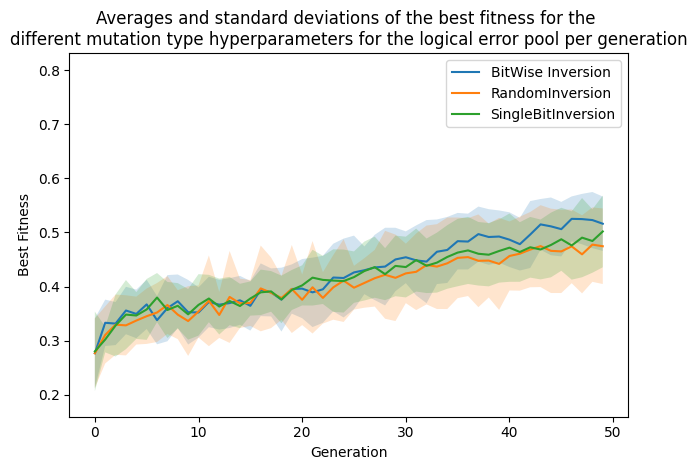 Averages and standard deviations of the best fitness for the
different mutation type hyperparameters for the logical error pool per generation
BitWise Inversion
RandomInversion
SingleBitInversion
Best Fitness
0.8
0.7
0.6
0.5
0.4
0.3
0.2
0 10 20 30 40 50
Generation